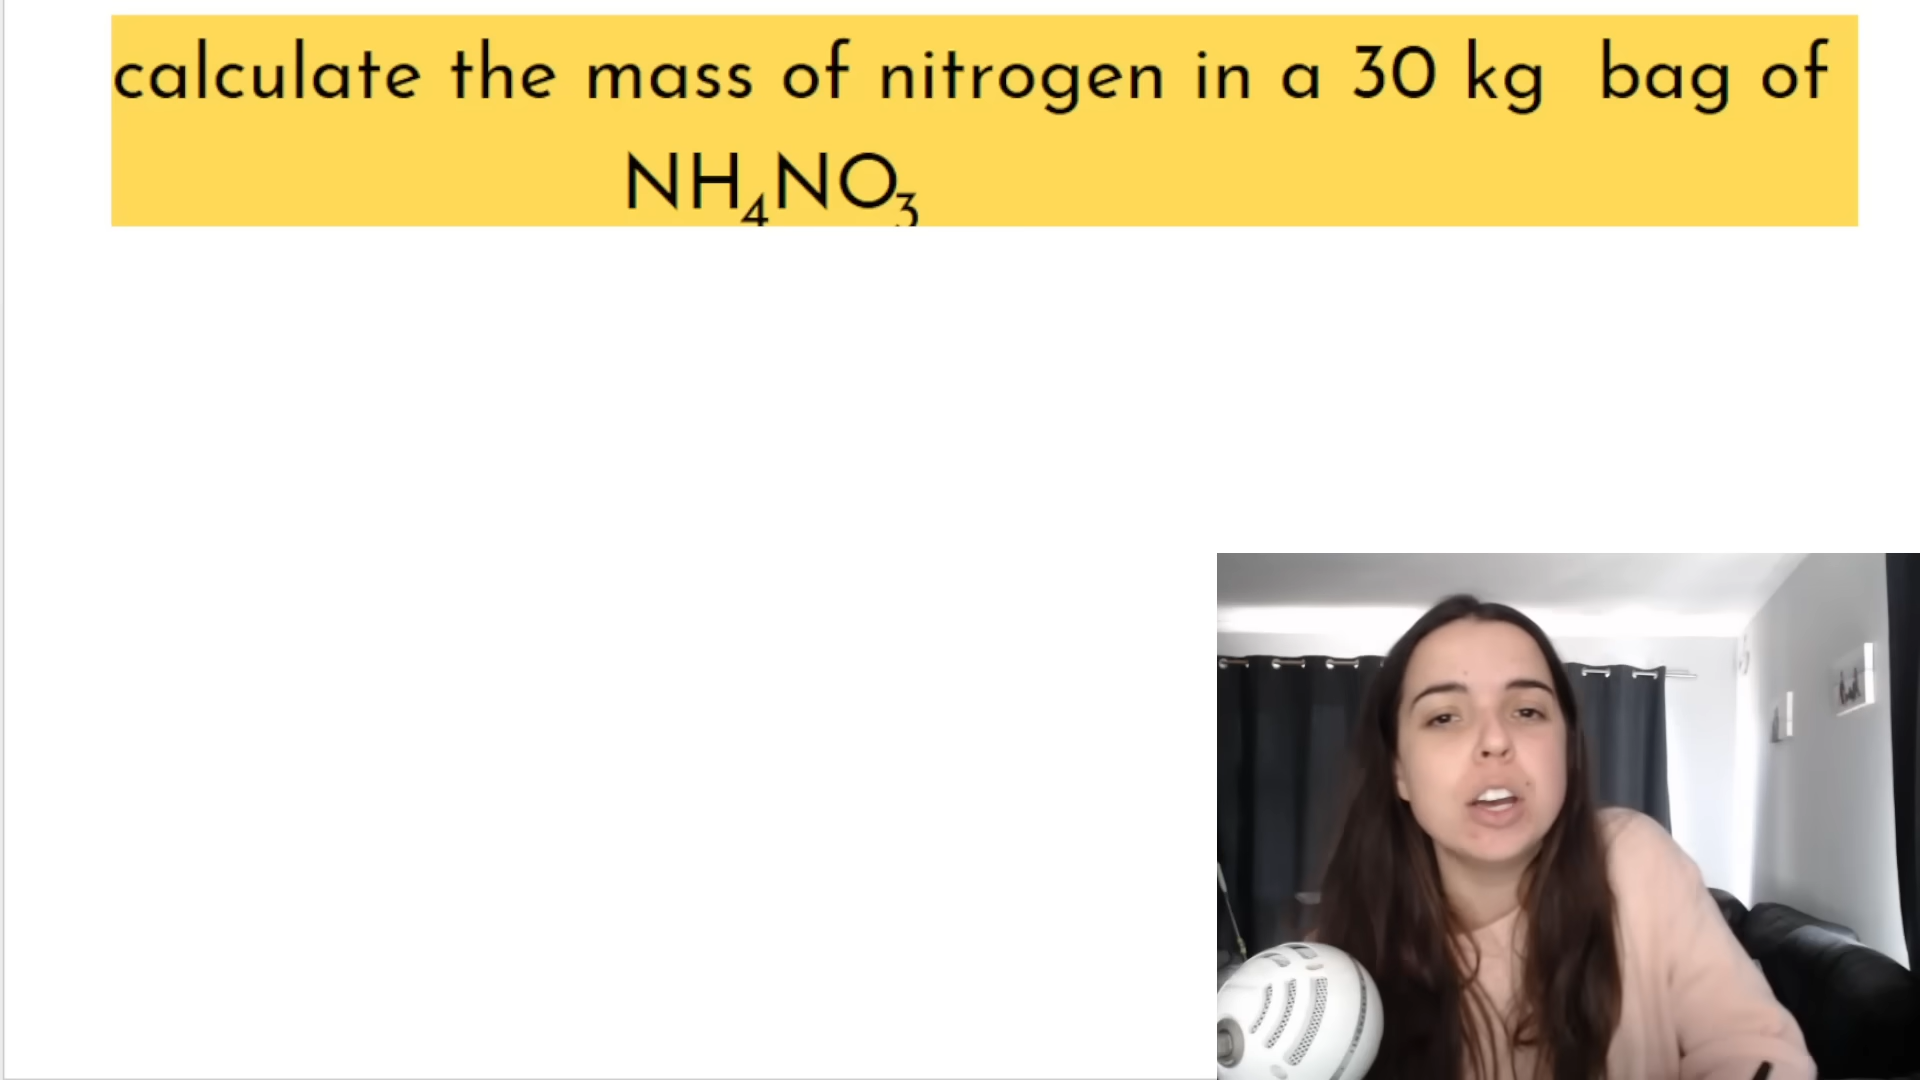 calculate the mass of nitrogen in a 30 kg bag of
NH₄NO₃